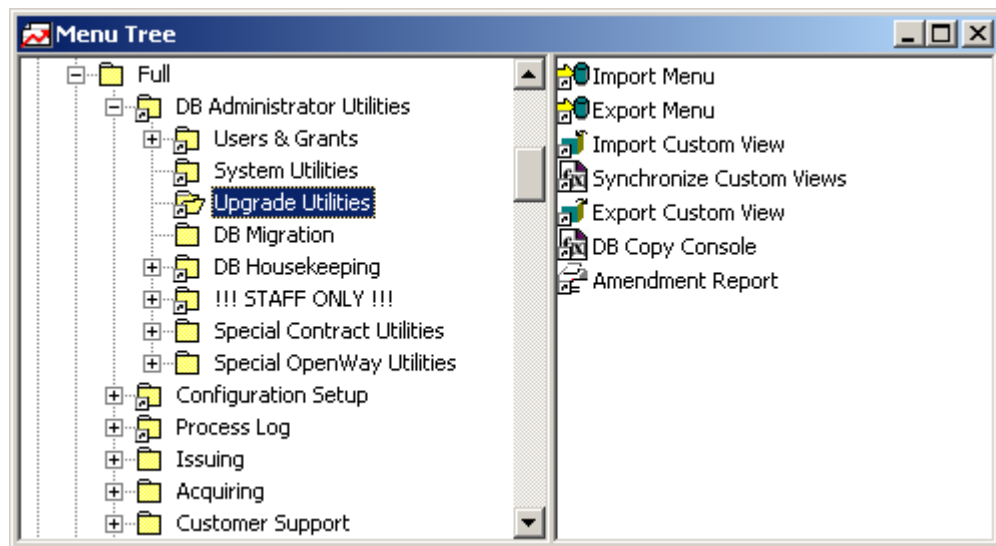 Menu Tree
Full
DB Administrator Utilities
Users & Grants
System Utilities
Upgrade Utilities
DB Migration
DB Housekeeping
!!! STAFF ONLY !!!
Special Contract Utilities
Special OpenWay Utilities
Configuration Setup
Process Log
Issuing
Acquiring
Customer Support
Import Menu
Export Menu
Import Custom View
Synchronize Custom Views
Export Custom View
DB Copy Console
Amendment Report